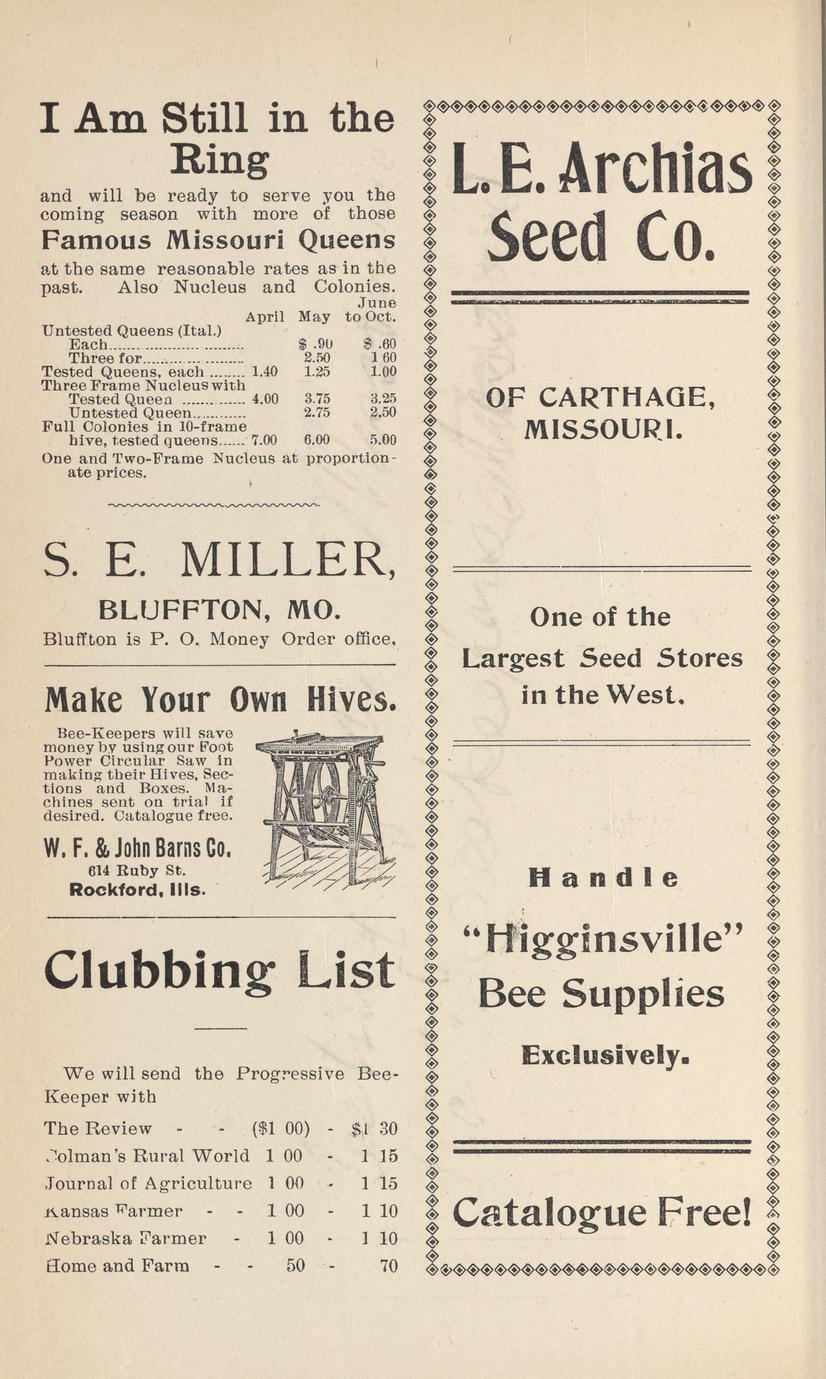 I Am Still in the
Ring
and will be ready to serve you the
coming season with more of those
Famous Missouri Queens
at the same reasonable rates as in the
past. Also Nucleus and Colonies.
June
April May to Oct.
Untested Queens (Ital.)
Each........ .................. .......... $ .90 $ .60
Three for............ ... .......... 2.50 1 60
Tested Queens, each ........ 1.40 1.25 1.00
Three Frame Nucleus with
Tested Queen ....... ...... 4.00 3.75 3.25
Untested Queen............ 2.75 2.50
Full Colonies in 10-frame
hive, tested queens...... 7.00 6.00 5.00
One and Two-Frame Nucleus at proportion-
ate prices.
S. E. MILLER,
BLUFFTON, MO.
Bluffton is P. O. Money Order office.
Make Your Own Hives.
Bee-Keepers will save
money by using our Foot
Power Circular Saw in
making their Hives, Sec-
tions and Boxes. Ma-
chines sent on trial if
desired. Catalogue free.
W. F. & John Barns Co.
614 Ruby St.
Rockford, Ills.
Clubbing List
We will send the Progressive Bee-
Keeper with
The Review - - ($1 00) - $1 30
Colman's Rural World 1 00 - 1 15
Journal of Agriculture 1 00 - 1 15
Kansas Farmer - - 1 00 - 1 10
Nebraska Farmer - 1 00 - 1 10
Home and Farm - - 50 - 70
L. E. Archias
Seed Co.
OF CARTHAGE,
MISSOURI.
One of the
Largest Seed Stores
in the West.
Handle
"Higginsville"
Bee Supplies
Exclusively.
Catalogue Free!